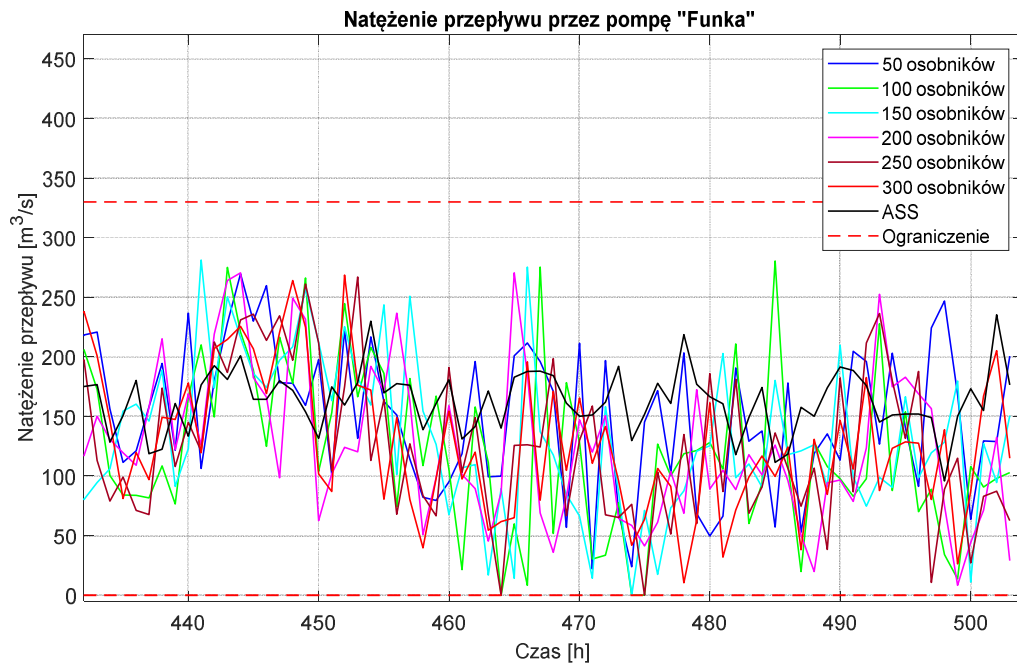 Natężenie przepływu przez pompę "Funka"
Natężenie przepływu [m³/s]
450
400
350
300
250
200
150
100
50
0
50 osobników
100 osobników
150 osobników
200 osobników
250 osobników
300 osobników
ASS
Ograniczenie
440
450
460
470
480
490
500
Czas [h]